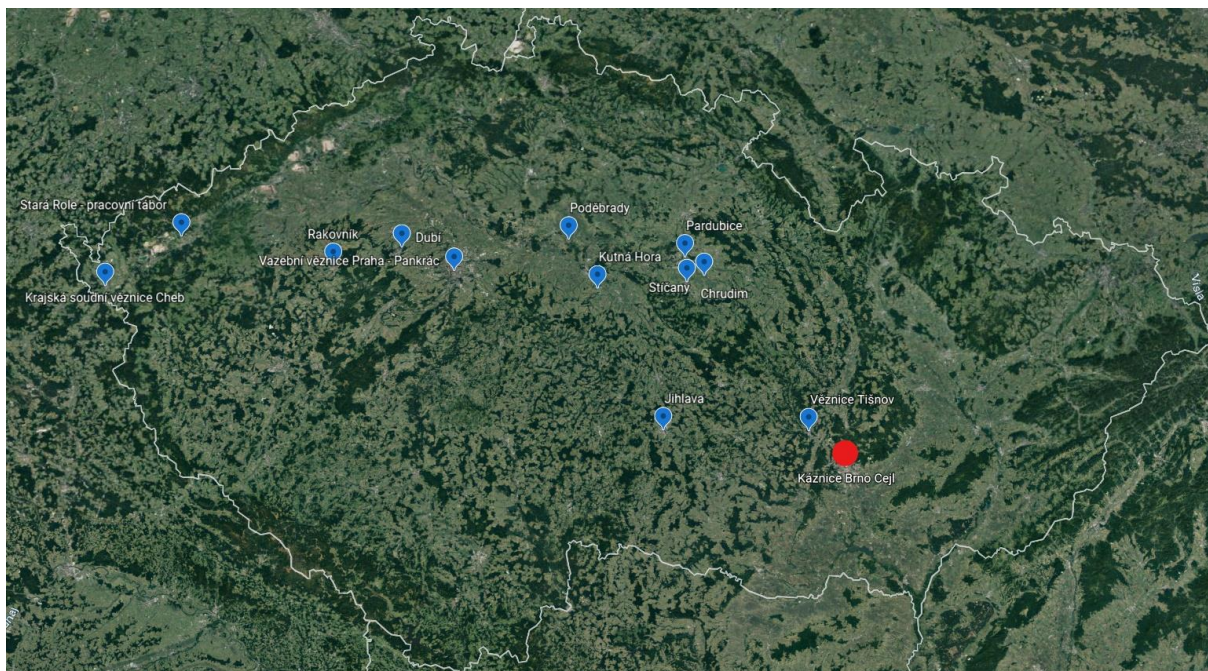 Stará Role - pracovní tábor
Poděbrady
Rakovník
Dubí
Pardubice
Vazební věznice Praha - Pankrác
Kutná Hora
Stíčany
Chrudim
Krajská soudní věznice Cheb
Visla
Jihlava
Věznice Tišnov
Káznice Brno Cejl